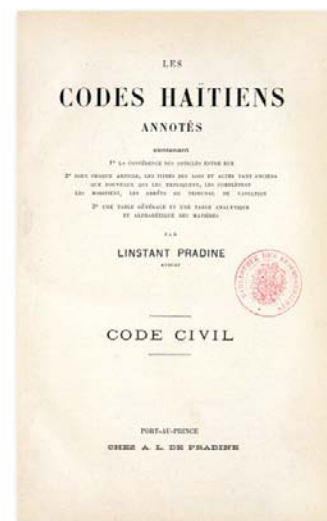 LES
CODES HAÏTIENS
ANNOTÉS
contenant
1° LA CONFÉRENCE DES ARTICLES ENTRE EUX
2° SOUS CHAQUE ARTICLE, LES TITRES DES LOIS ET ACTES TANT ANCIENS
QUE NOUVEAUX QUI LES EXPLIQUENT, LES COMPLÈTENT
LES MODIFIENT, LES ARRÊTS DU TRIBUNAL DE CASSATION
3° UNE TABLE GÉNÉRALE ET UNE TABLE ANALYTIQUE
ET ALPHABÉTIQUE DES MATIÈRES
PAR
LINSTANT PRADINE
AVOCAT
CODE CIVIL
PORT-AU-PRINCE
CHEZ A. L. DE PRADINE